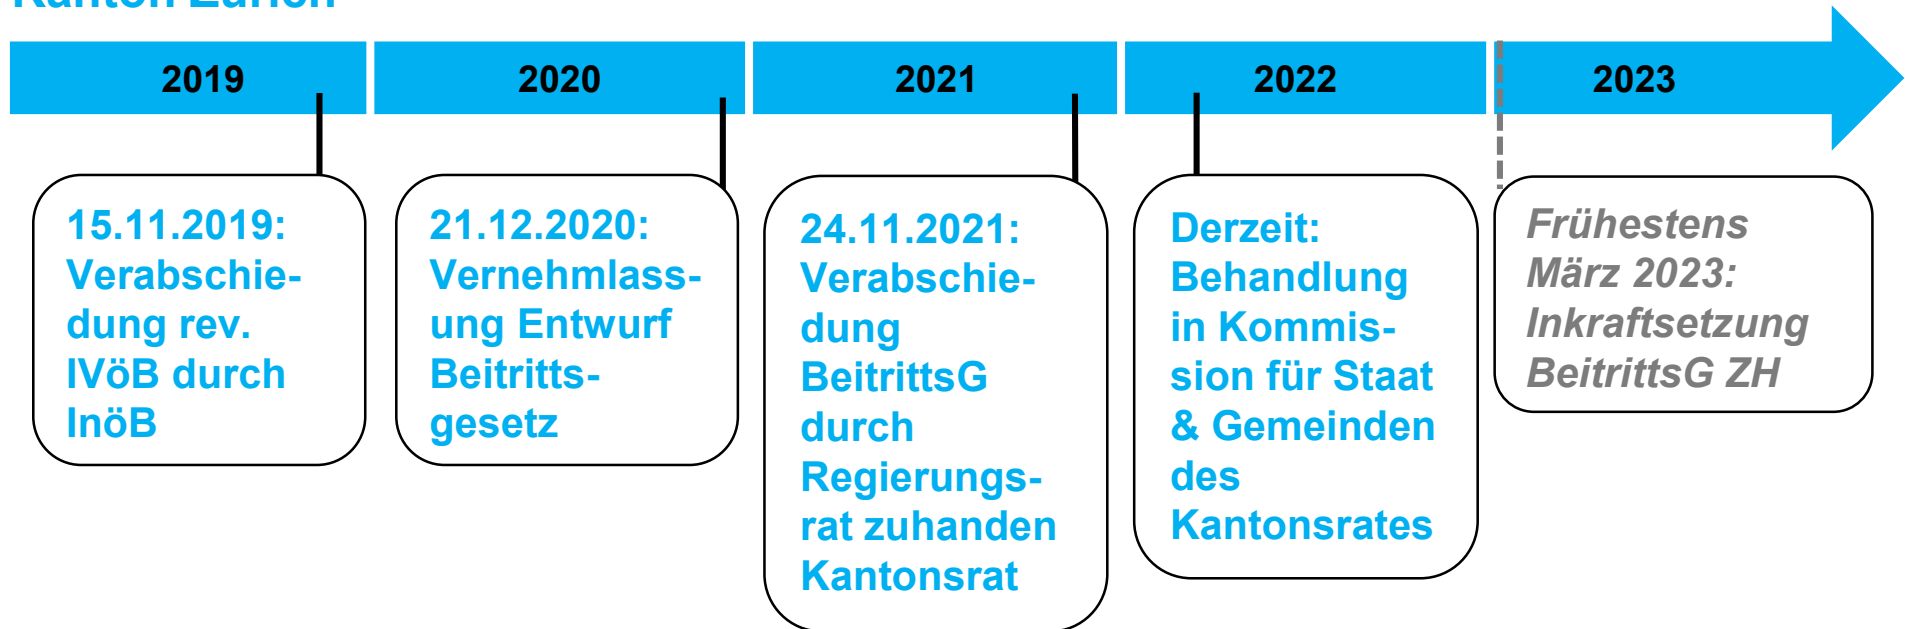 Kanton Zürich
2019
2020
2021
2022
2023
15.11.2019:
Verabschie-
dung rev.
IVöB durch
InöB
21.12.2020:
Vernehmlass-
ung Entwurf
Beitritts-
gesetz
24.11.2021:
Verabschie-
dung
BeitrittsG
durch
Regierungs-
rat zuhanden
Kantonsrat
Derzeit:
Behandlung
in Kommis-
sion für Staat
& Gemeinden
des
Kantonsrates
Frühestens
März 2023:
Inkraftsetzung
BeitrittsG ZH